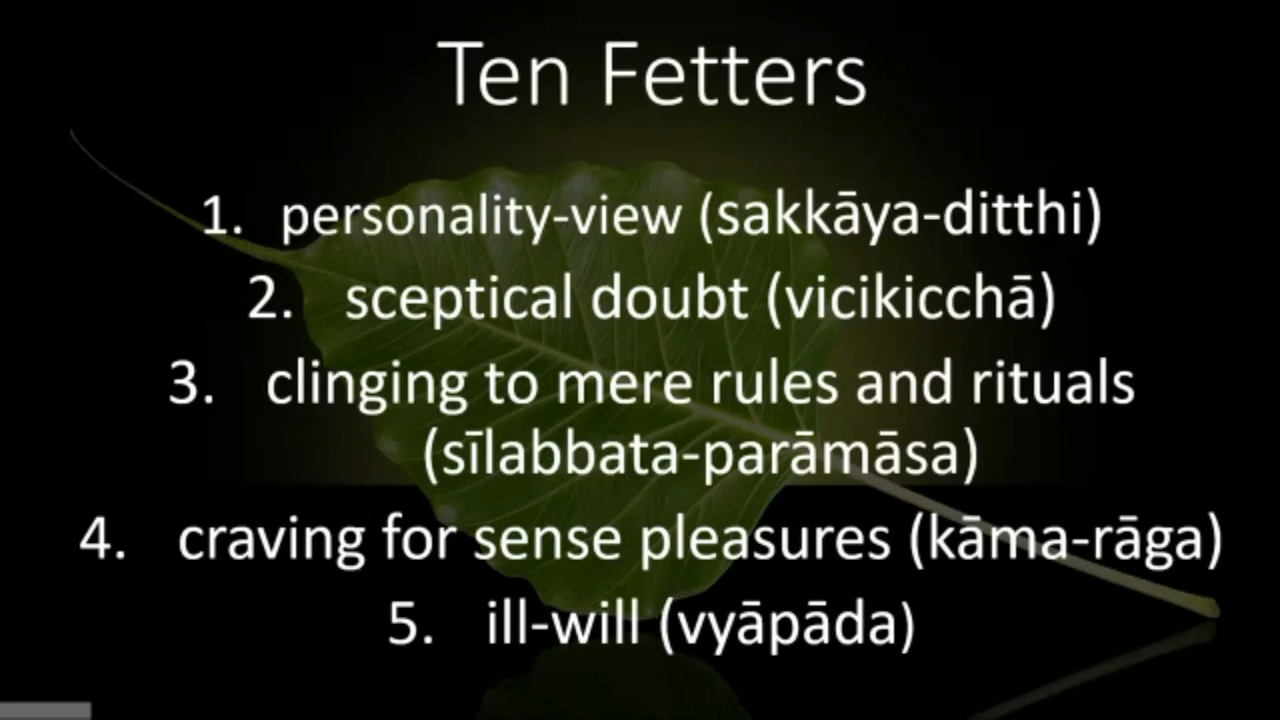 Ten Fetters
1. personality-view (sakkāya-ditthi)
2. sceptical doubt (vicikicchā)
3. clinging to mere rules and rituals
(sīlabbata-parāmāsa)
4. craving for sense pleasures (kāma-rāga)
5. ill-will (vyāpāda)